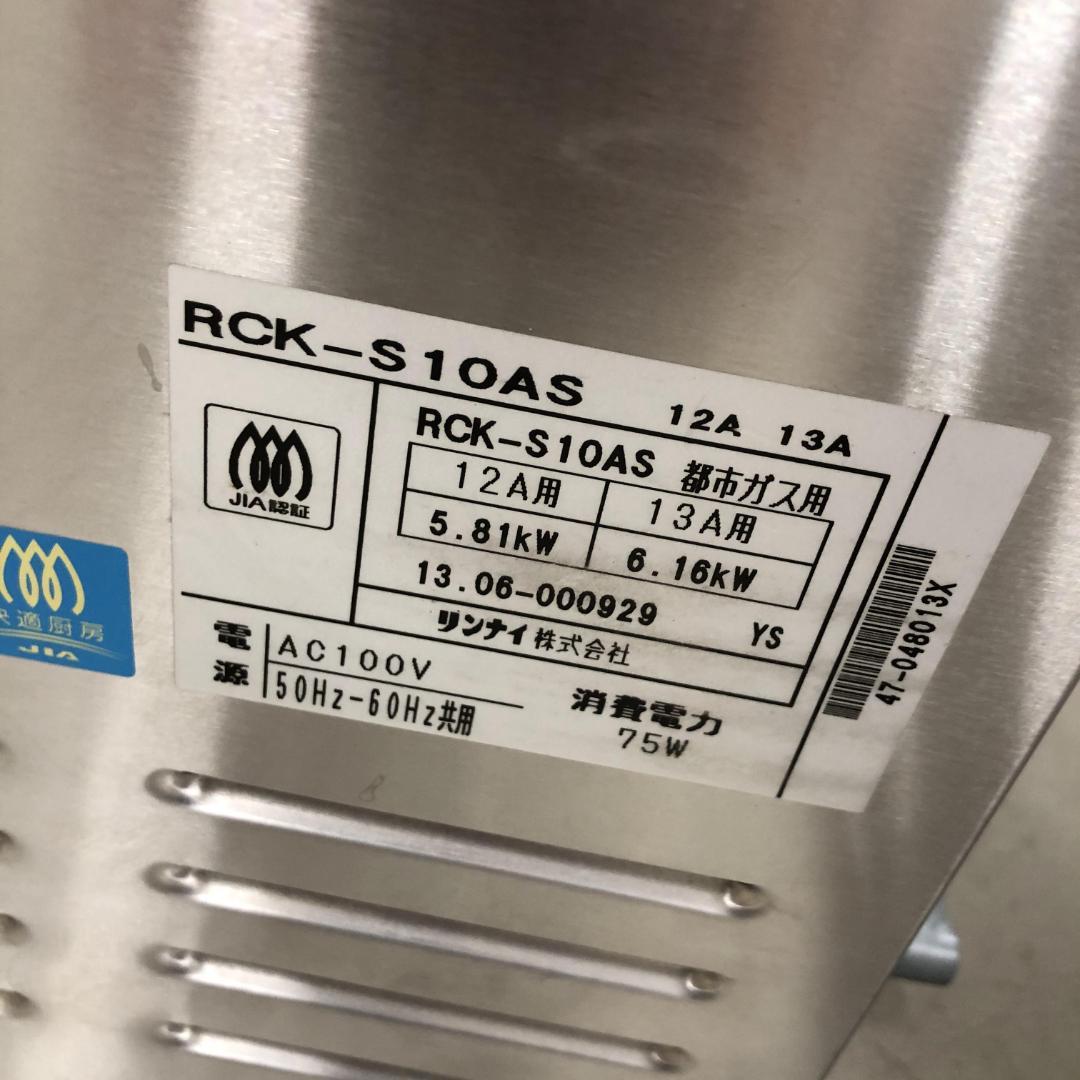 RCK-S10AS 12A 13A
JIA認証
RCK-S10AS 都市ガス用
12A用 13A用
5.81kW 6.16kW
13.06-000929 YS
リンナイ株式会社
電源 AC100V
50Hz-60Hz共用
消費電力
75W
47-048013X
適厨房
JIA